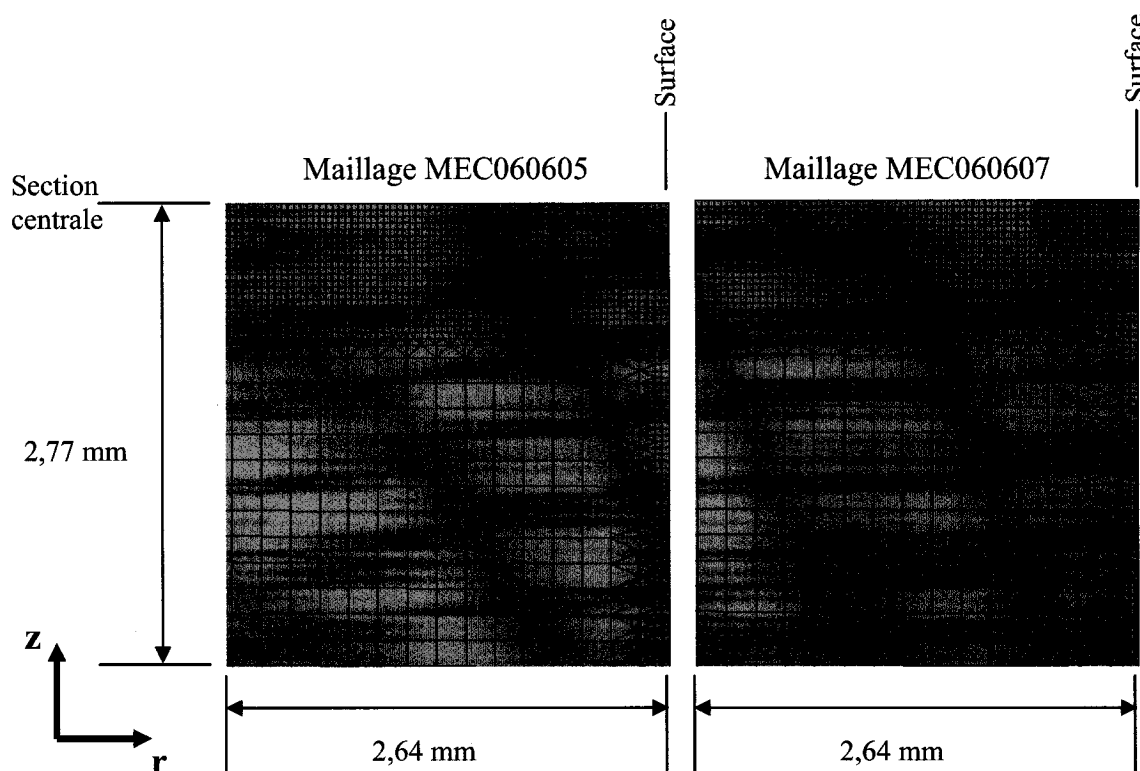 Surface
Surface
Maillage MEC060605
Maillage MEC060607
Section
centrale
2,77 mm
z
r
2,64 mm
2,64 mm